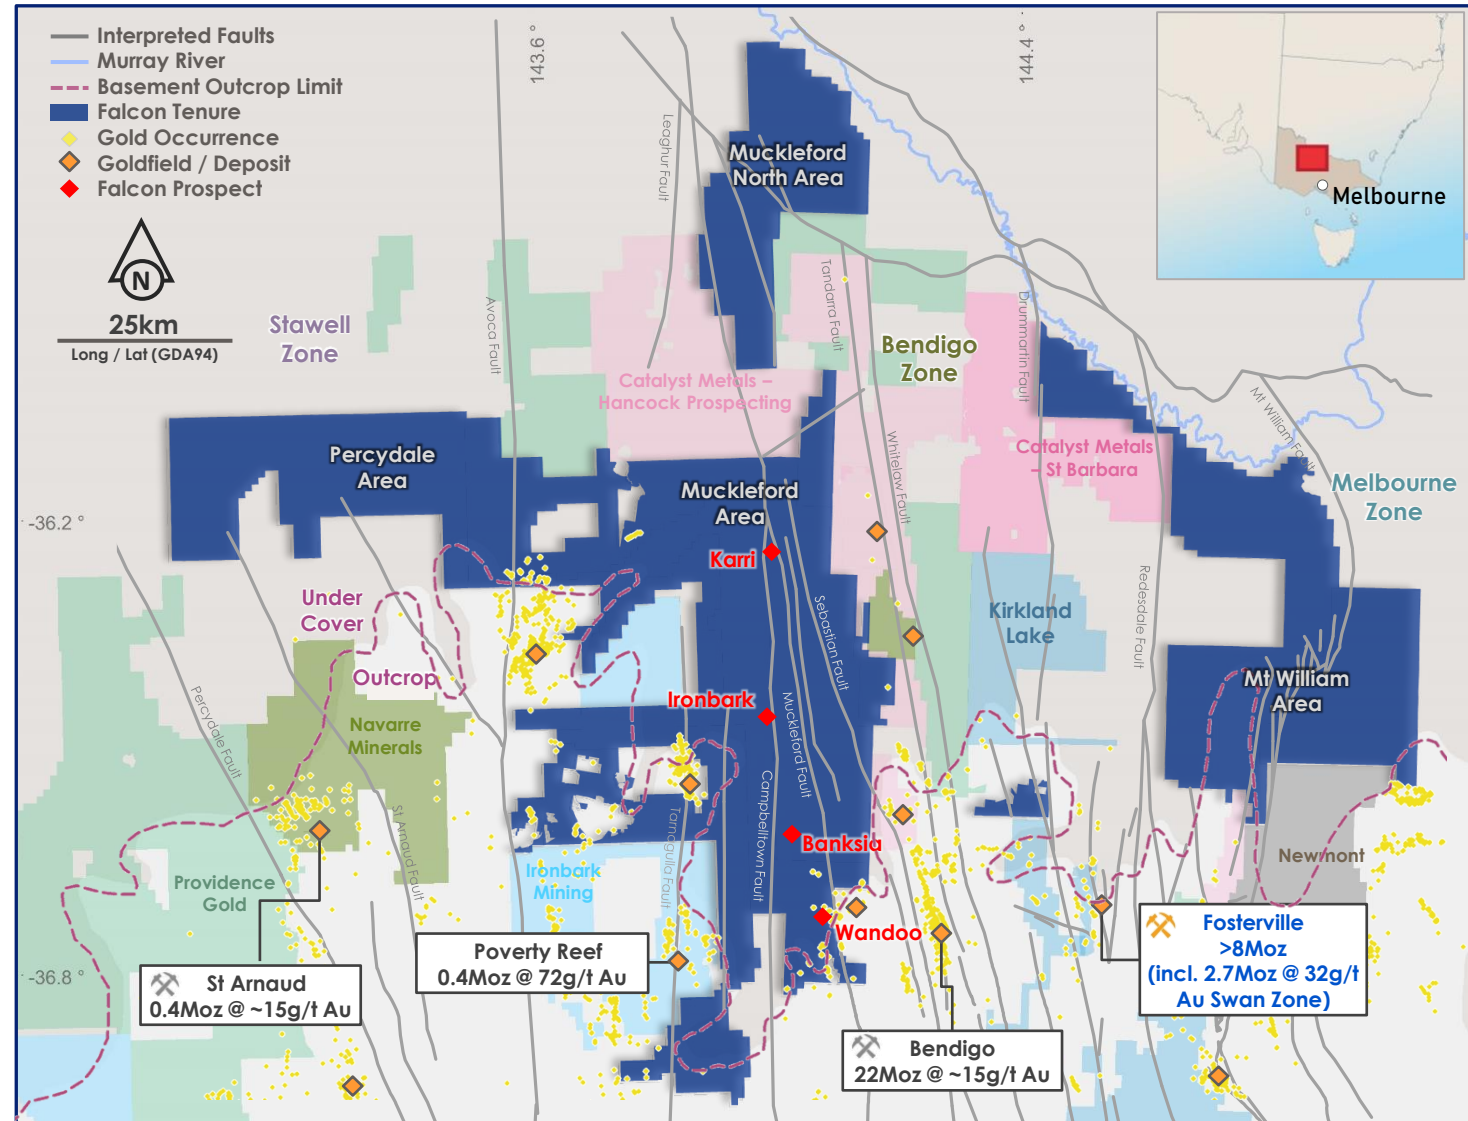 Interpreted Faults
Murray River
Basement Outcrop Limit
Falcon Tenure
Gold Occurrence
Goldfield / Deposit
Falcon Prospect
N
25km
Long / Lat (GDA94)
143.6 °
144.4 °
-36.2 °
-36.8 °
Melbourne
Stawell
Zone
Bendigo
Zone
Melbourne
Zone
Muckleford
North Area
Percydale
Area
Muckleford
Area
Mt William
Area
Catalyst Metals –
Hancock Prospecting
Catalyst Metals
– St Barbara
Kirkland
Lake
Navarre
Minerals
Providence
Gold
Ironbark
Mining
Newmont
Under
Cover
Outcrop
Karri
Ironbark
Banksia
Wandoo
Leaghur Fault
Avoca Fault
Tandarra Fault
Drummartin Fault
Whitelaw Fault
Mt William Fault
Redesdale Fault
Sebastian Fault
Muckleford Fault
Campbelltown Fault
Tarnagulla Fault
Percydale Fault
St Arnaud Fault
St Arnaud
0.4Moz @ ~15g/t Au
Poverty Reef
0.4Moz @ 72g/t Au
Bendigo
22Moz @ ~15g/t Au
Fosterville
>8Moz
(incl. 2.7Moz @ 32g/t
Au Swan Zone)